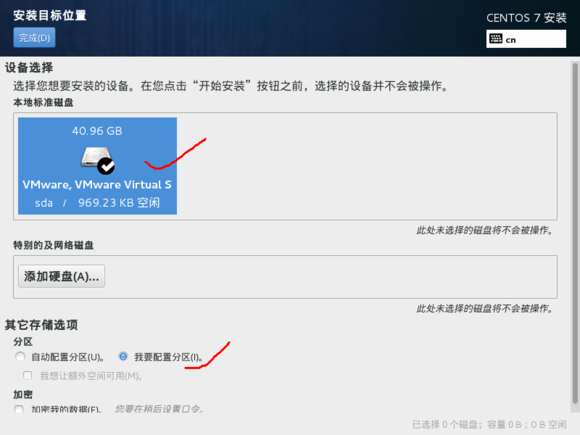 安装目标位置
CENTOS 7 安装
完成(D)
cn
设备选择
选择您想要安装的设备。在您点击“开始安装”按钮之前，选择的设备并不会被操作。
本地标准磁盘
40.96 GB
VMware, VMware Virtual S
sda / 969.23 KB 空闲
此处未选择的磁盘将不会被操作。
特别的及网络磁盘
添加硬盘(A)...
此处未选择的磁盘将不会被操作。
其它存储选项
分区
自动配置分区(U)。 我要配置分区(I)。
我想让额外空间可用(M)。
加密
加密我的数据(E)。 您要在稍后设置口令。
已选择 0 个磁盘；容量 0 B；0 B 空闲